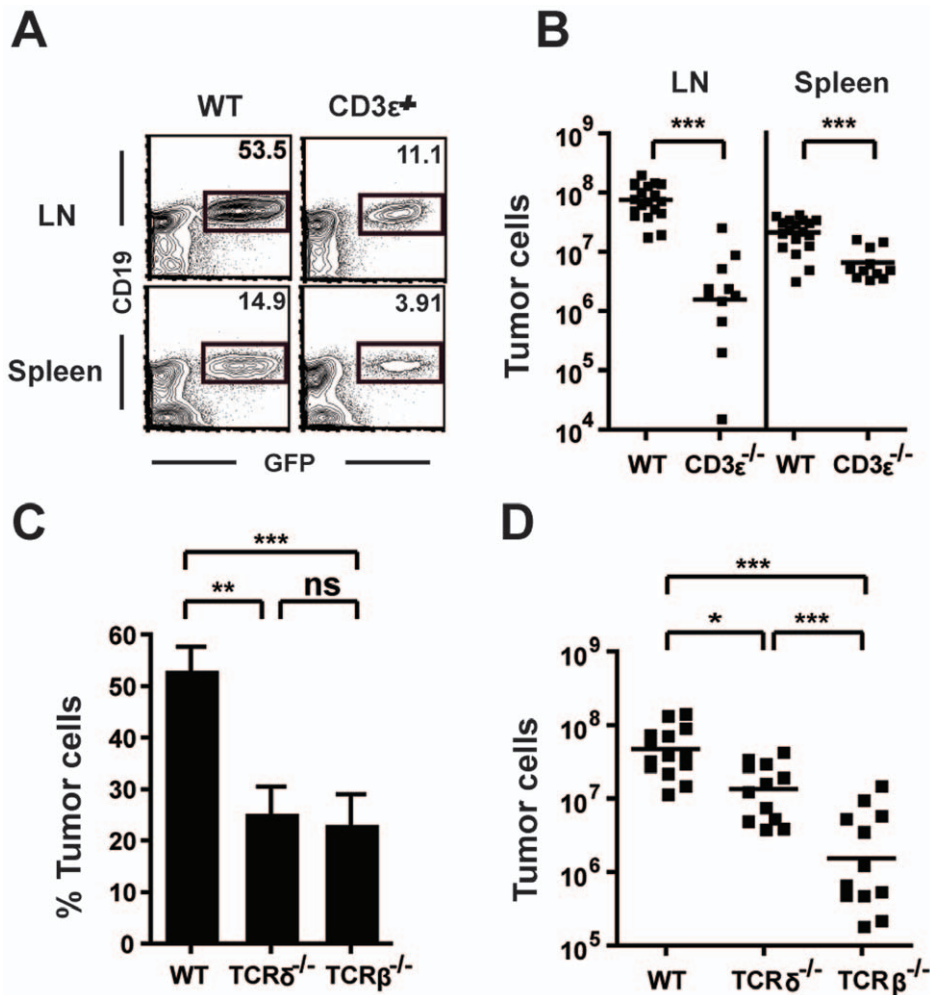 A
WT CD3ε-/-
LN
53.5
11.1
CD19
Spleen
14.9
3.91
GFP
B
LN Spleen
*** ***
Tumor cells
10⁹
10⁸
10⁷
10⁶
10⁵
10⁴
WT CD3ε-/- WT CD3ε-/-
C
***
** ns
% Tumor cells
60
50
40
30
20
10
0
WT TCRδ-/- TCRβ-/-
D
***
* ***
Tumor cells
10⁹
10⁸
10⁷
10⁶
10⁵
WT TCRδ-/- TCRβ-/-